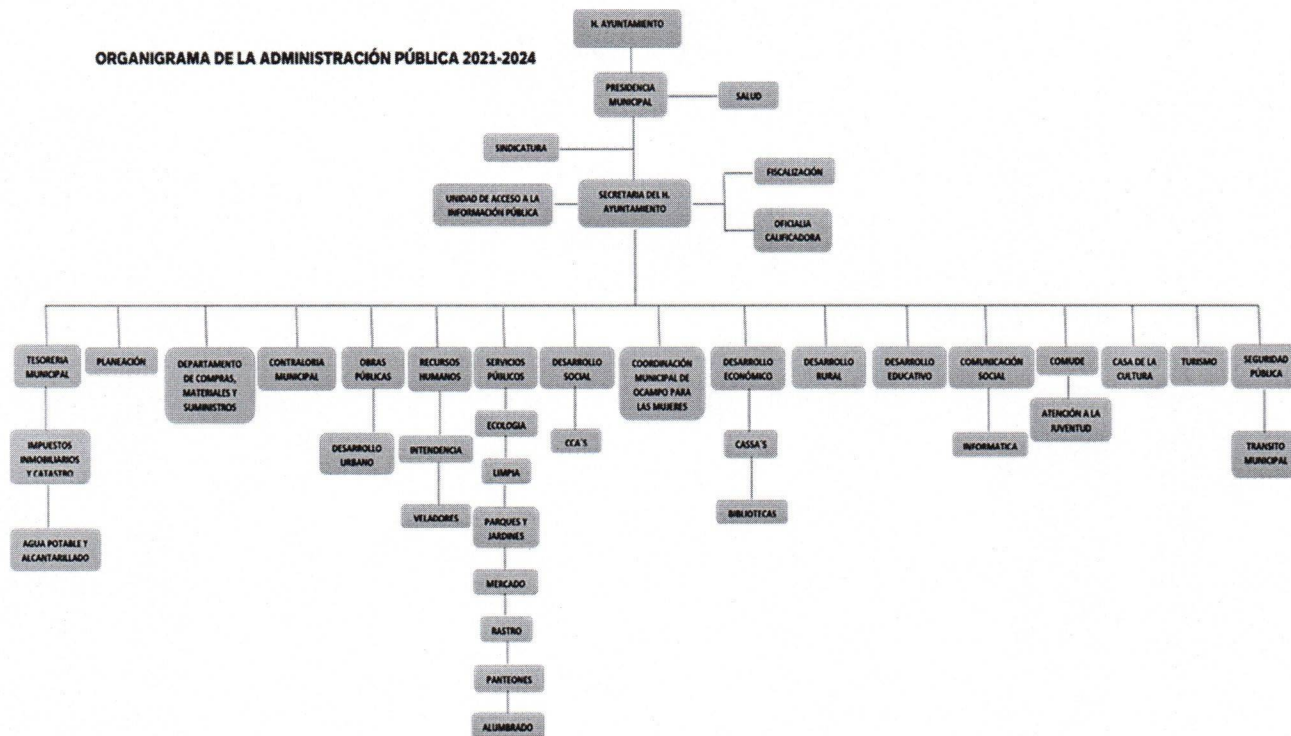 H. AYUNTAMIENTO
ORGANIGRAMA DE LA ADMINISTRACIÓN PÚBLICA 2021-2024
PRESIDENCIA
MUNICIPAL
SALUD
SINDICATURA
FISCALIZACIÓN
UNIDAD DE ACCESO A LA
INFORMACIÓN PÚBLICA
SECRETARIA DEL H.
AYUNTAMIENTO
OFICIALIA
CALIFICADORA
TESORERIA
MUNICIPAL
PLANEACIÓN
DEPARTAMENTO
DE COMPRAS,
MATERIALES Y
SUMINISTROS
CONTRALORIA
MUNICIPAL
OBRAS
PÚBLICAS
RECURSOS
HUMANOS
SERVICIOS
PÚBLICOS
DESARROLLO
SOCIAL
COORDINACIÓN
MUNICIPAL DE
OCAMPO PARA
LAS MUJERES
DESARROLLO
ECONÓMICO
DESARROLLO
RURAL
DESARROLLO
EDUCATIVO
COMUNICACIÓN
SOCIAL
COMUDE
CASA DE LA
CULTURA
TURISMO
SEGURIDAD
PÚBLICA
IMPUESTOS
INMOBILIARIOS
Y CATASTRO
AGUA POTABLE Y
ALCANTARILLADO
DESARROLLO
URBANO
INTENDENCIA
VELADORES
ECOLOGIA
LIMPIA
PARQUES Y
JARDINES
MERCADO
RASTRO
PANTEONES
ALUMBRADO
CCA´S
CASSA´S
BIBLIOTECAS
INFORMATICA
ATENCIÓN A LA
JUVENTUD
TRANSITO
MUNICIPAL